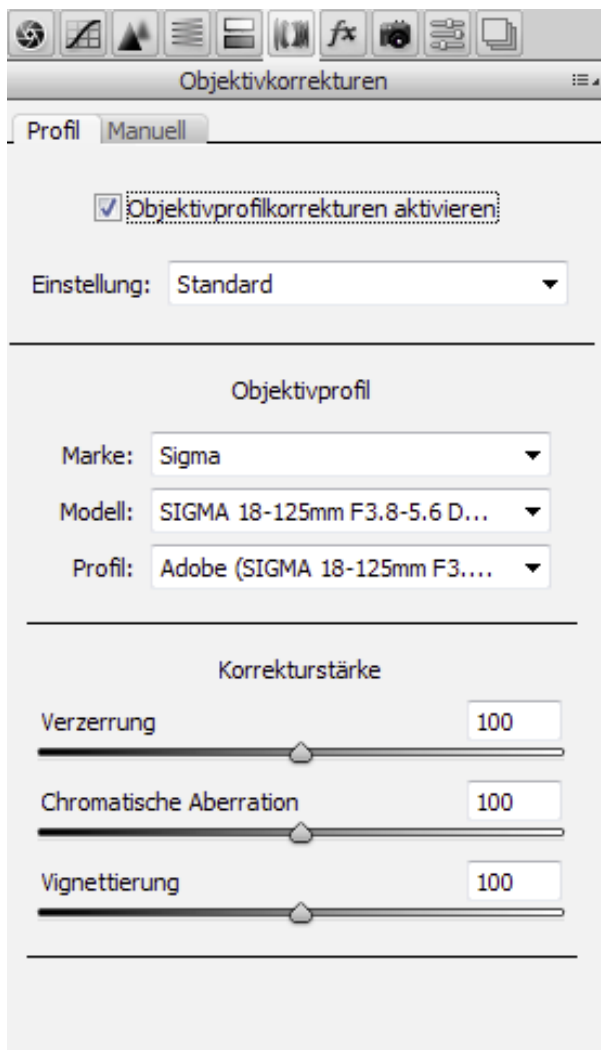 fx
Objektivkorrekturen
Profil Manuell
Objektivprofilkorrekturen aktivieren
Einstellung: Standard
Objektivprofil
Marke: Sigma
Modell: SIGMA 18-125mm F3.8-5.6 D...
Profil: Adobe (SIGMA 18-125mm F3....
Korrekturstärke
Verzerrung 100
Chromatische Aberration 100
Vignettierung 100